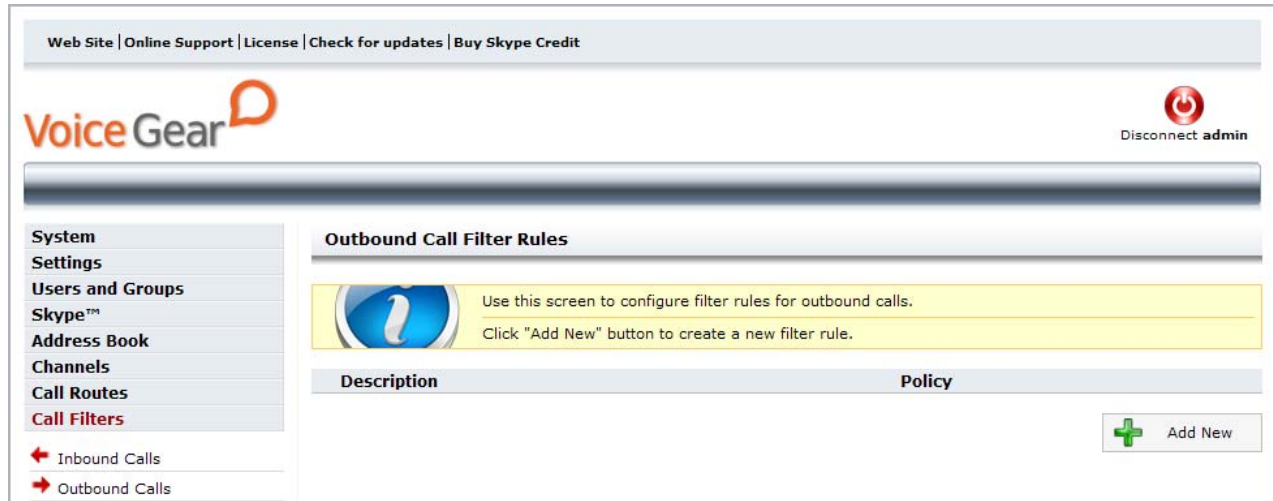 Web Site | Online Support | License | Check for updates | Buy Skype Credit
Voice Gear
Disconnect admin
System
Settings
Users and Groups
Skype™
Address Book
Channels
Call Routes
Call Filters
Inbound Calls
Outbound Calls
Outbound Call Filter Rules
Use this screen to configure filter rules for outbound calls.
Click "Add New" button to create a new filter rule.
Description Policy
Add New